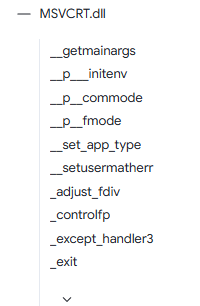 MSVCRT.dll
__getmainargs
__p___initenv
__p__commode
__p__fmode
__set_app_type
__setusermatherr
_adjust_fdiv
_controlfp
_except_handler3
_exit